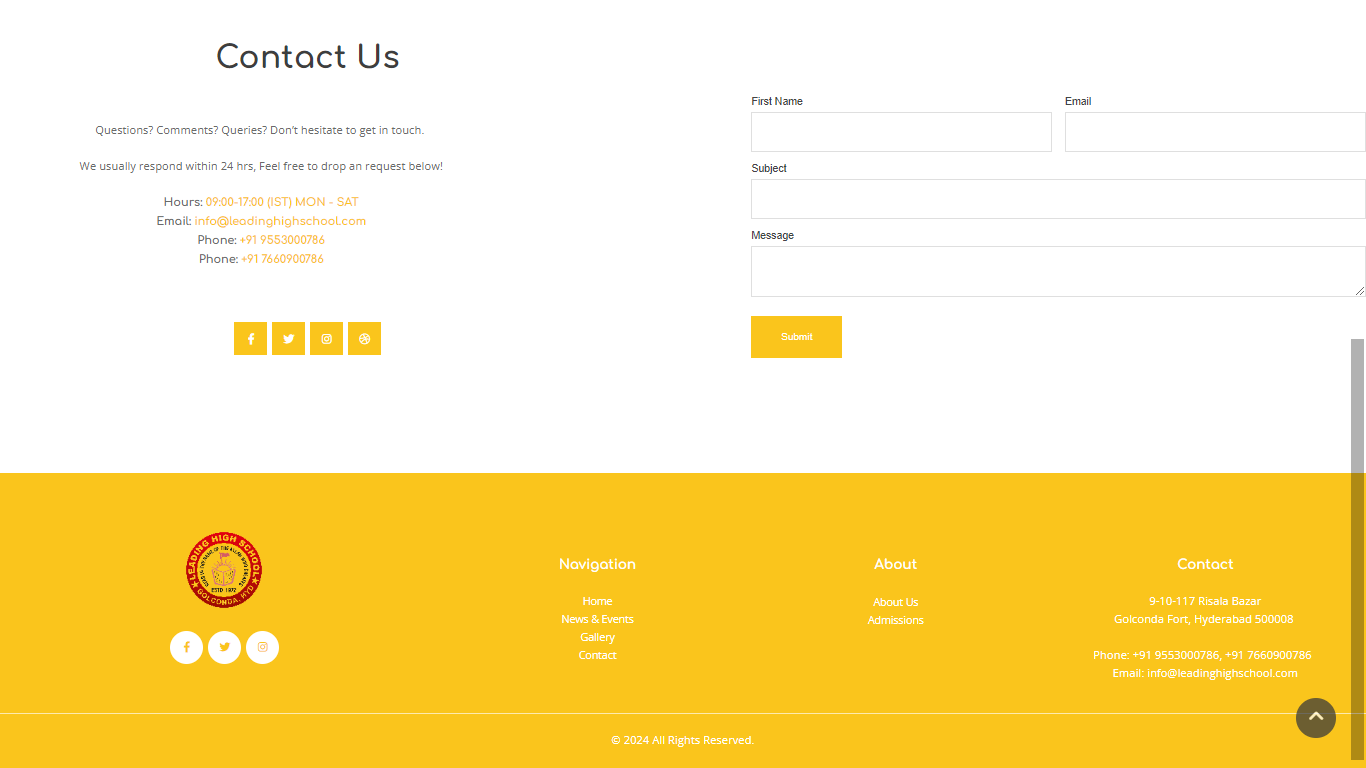 Contact Us
Questions? Comments? Queries? Don't hesitate to get in touch.
We usually respond within 24 hrs, Feel free to drop an request below!
Hours: 09:00-17:00 (IST) MON - SAT
Email: info@leadinghighschool.com
Phone: +91 9553000786
Phone: +91 7660900786
First Name
Email
Subject
Message
Submit
LEADING HIGH SCHOOL
ESTD 1972
GOLCONDA, HYD
Navigation
Home
News & Events
Gallery
Contact
About
About Us
Admissions
Contact
9-10-117 Risala Bazar
Golconda Fort, Hyderabad 500008
Phone: +91 9553000786, +91 7660900786
Email: info@leadinghighschool.com
© 2024 All Rights Reserved.